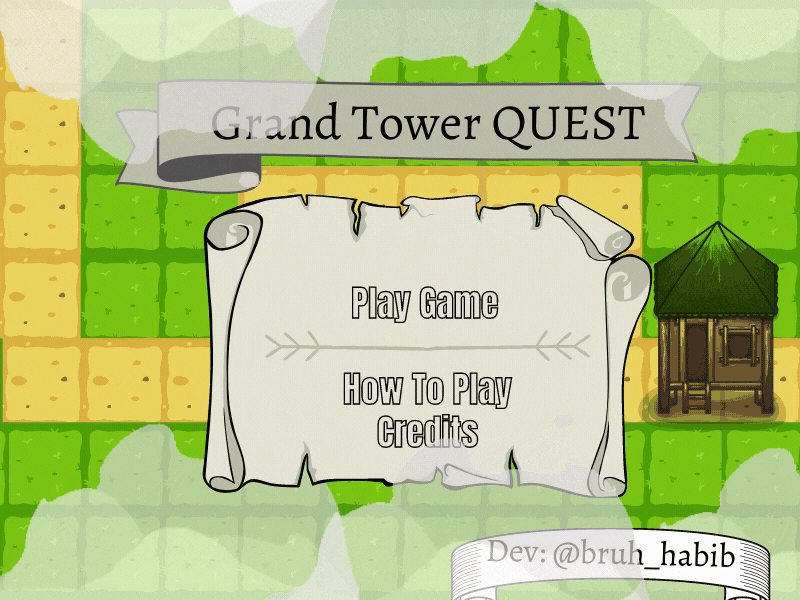 Grand Tower QUEST
Play Game
How To Play
Credits
Dev: @bruh_habib